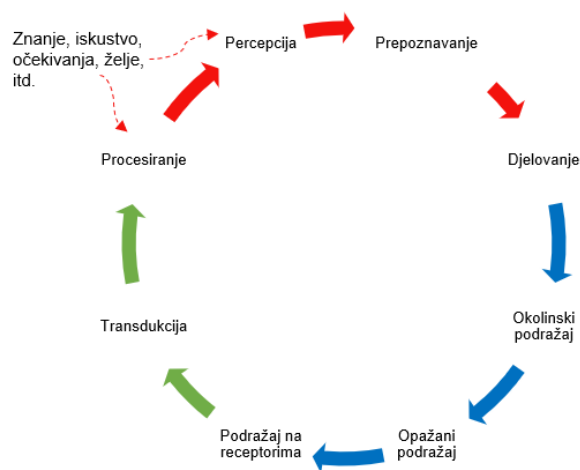 Znanje, iskustvo,
očekivanja, želje,
itd.
Percepcija
Prepoznavanje
Procesiranje
Djelovanje
Transdukcija
Okolinski
podražaj
Podražaj na
receptorima
Opažani
podražaj